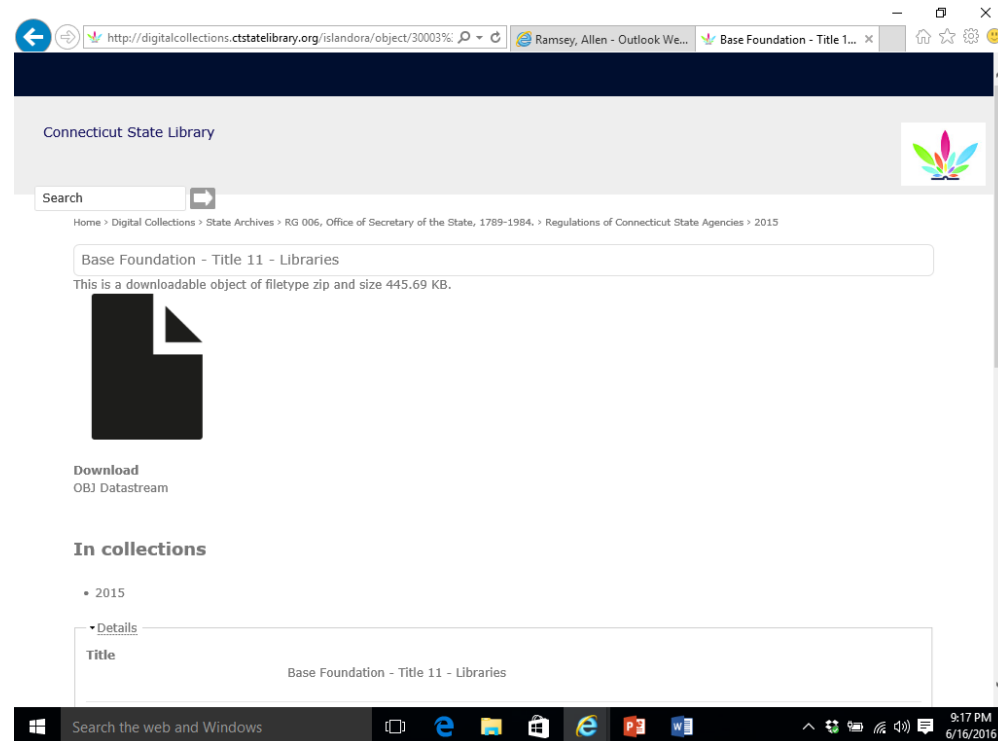 http://digitalcollections.ctstatelibrary.org/islandora/object/30003%
Ramsey, Allen - Outlook We...
Base Foundation - Title 1...
Connecticut State Library
Search
Home > Digital Collections > State Archives > RG 006, Office of Secretary of the State, 1789-1984. > Regulations of Connecticut State Agencies > 2015
Base Foundation - Title 11 - Libraries
This is a downloadable object of filetype zip and size 445.69 KB.
Download
OBJ Datastream
In collections
• 2015
Details
Title
Base Foundation - Title 11 - Libraries
Search the web and Windows
9:17 PM
6/16/2016